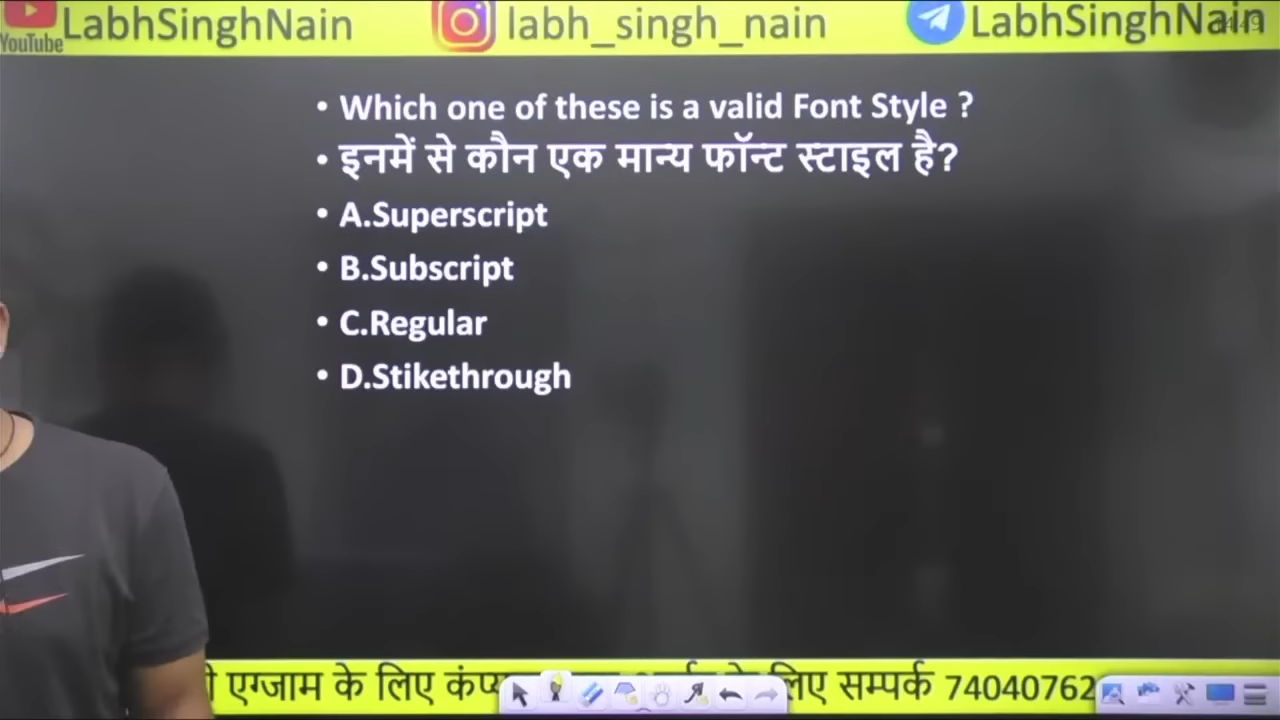 YouTube LabhSinghNain labh_singh_nain LabhSinghNain
• Which one of these is a valid Font Style ?
• इनमें से कौन एक मान्य फॉन्ट स्टाइल है?
• A.Superscript
• B.Subscript
• C.Regular
• D.Stikethrough
एग्जाम के लिए लिए सम्पर्क 74040762